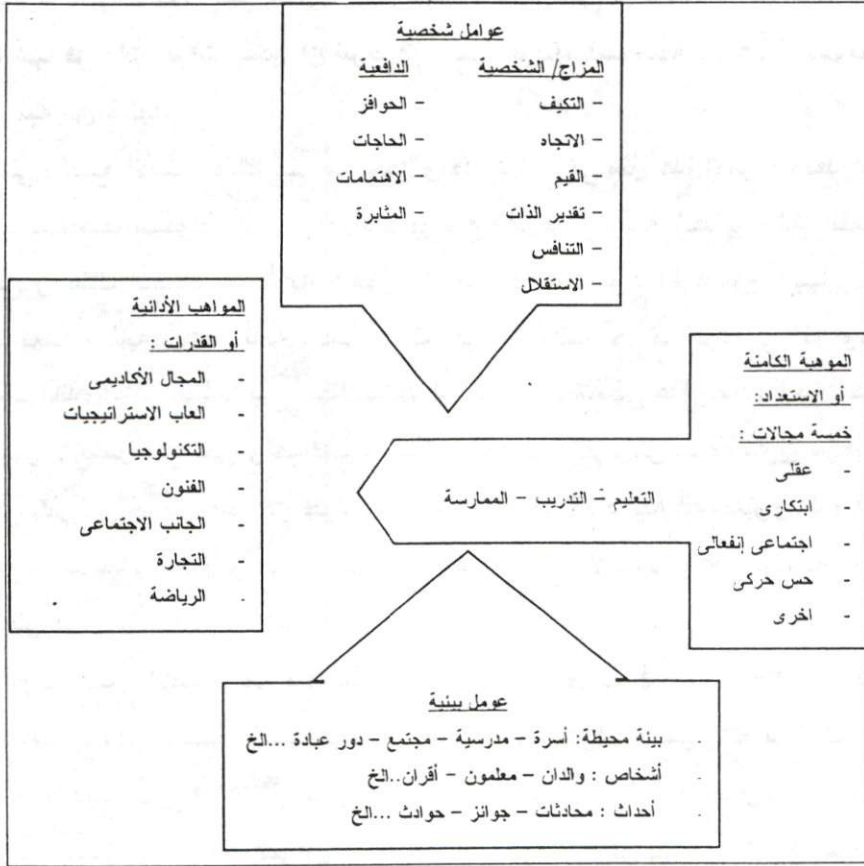 عوامل شخصية
المزاج/ الشخصية
- التكيف
- الاتجاه
- القيم
- تقدير الذات
- التنافس
- الاستقلال
الدافعية
- الحوافز
- الحاجات
- الاهتمامات
- المثابرة
الموهبة الكامنة
أو الاستعداد:
خمسة مجالات :
- عقلى
- ابتكارى
- اجتماعى إنفعالى
- حس حركى
- اخرى
التعليم - التدريب - الممارسة
المواهب الأدائية
أو القدرات :
- المجال الأكاديمى
- العاب الاستراتيجيات
- التكنولوجيا
- الفنون
- الجانب الاجتماعى
- التجارة
. الرياضة
عومل بيئية
. بيئة محيطة: أسرة - مدرسية - مجتمع - دور عبادة ...الخ
. أشخاص : والدان - معلمون - أقران..الخ
. أحداث : محادثات - جوائز - حوادث ...الخ